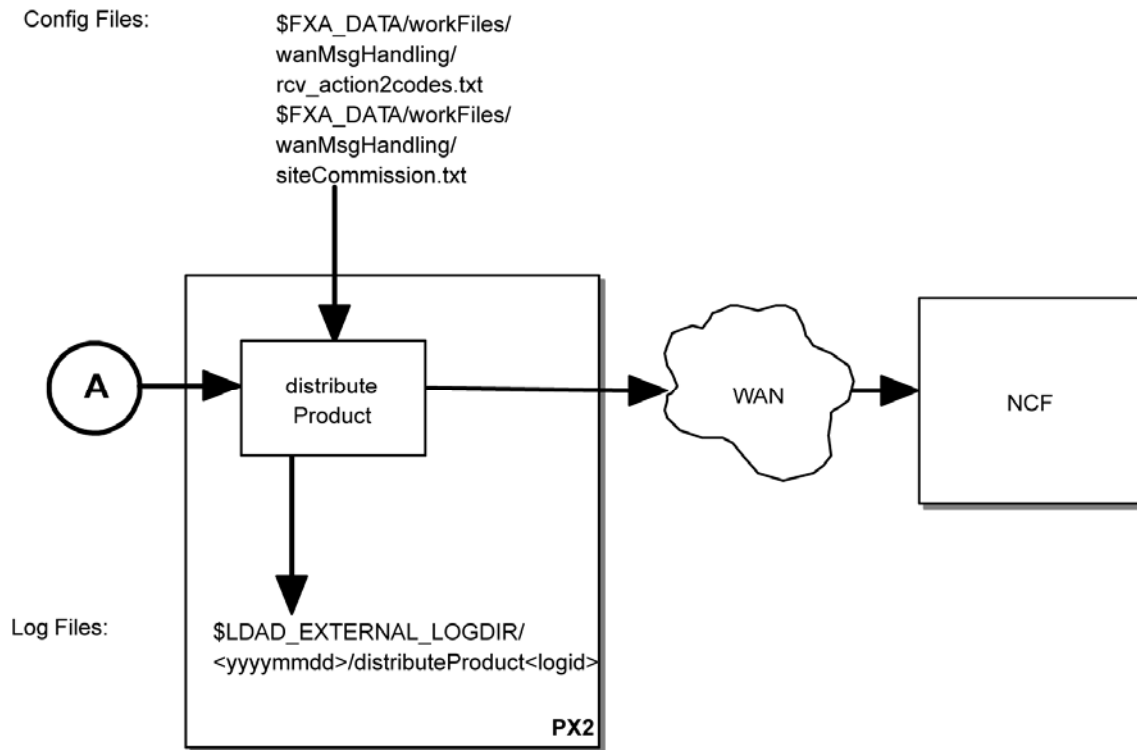 Config Files:
$FXA_DATA/workFiles/
wanMsgHandling/
rcv_action2codes.txt
$FXA_DATA/workFiles/
wanMsgHandling/
siteCommission.txt
A
distribute
Product
WAN
NCF
Log Files:
$LDAD_EXTERNAL_LOGDIR/
<yyyymmdd>/distributeProduct<logid>
PX2